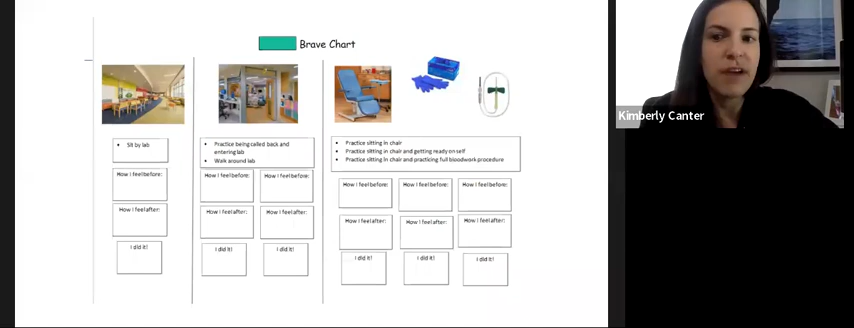 Brave Chart
Kimberly Canter
• Sit by lab
• Practice being called back and
entering lab
• Walk around lab
• Practice sitting in chair
• Practice sitting in chair and getting ready on self
• Practice sitting in chair and practicing full bloodwork procedure
How I feel before:
How I feel before:
How I feel before:
How I feel before:
How I feel before:
How I feel before:
How I feel after:
How I feel after:
How I feel after:
How I feel after:
How I feel after:
How I feel after:
I did it!
I did it!
I did it!
I did it!
I did it!
I did it!